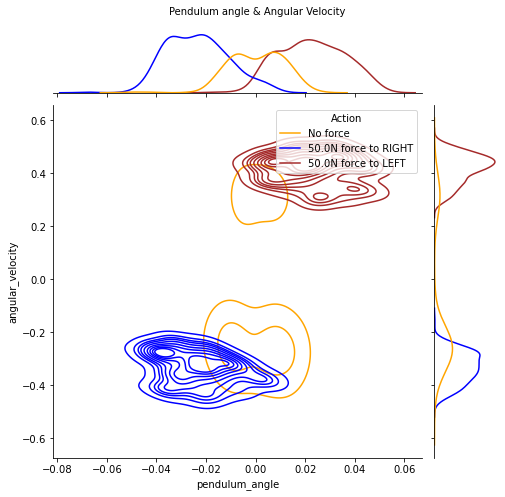 Pendulum angle & Angular Velocity
Action
No force
50.0N force to RIGHT
50.0N force to LEFT
0.6
0.4
0.2
0.0
−0.2
−0.4
−0.6
angular_velocity
−0.08 −0.06 −0.04 −0.02 0.00 0.02 0.04 0.06
pendulum_angle